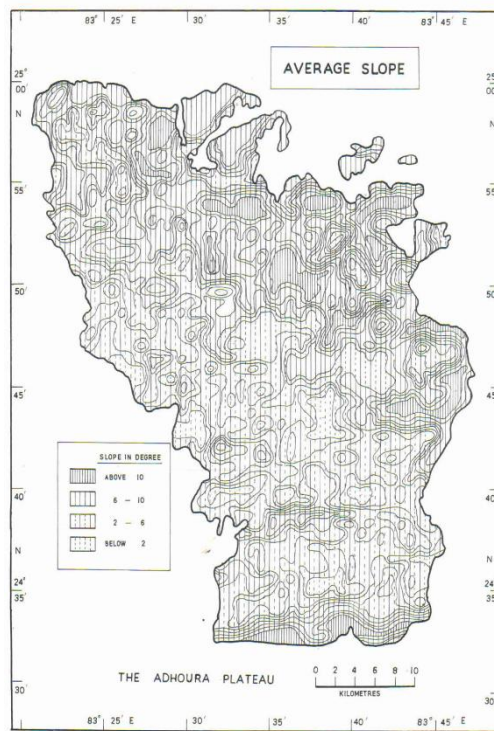 83° 25' E 30' 35' 40' 83° 45' E
AVERAGE SLOPE
25° 00' N 25° 00' N
55' 55'
50' 50'
45' 45'
SLOPE IN DEGREE
ABOVE 10
6 – 10
2 – 6
BELOW 2
40' 40'
N N
24° 35' 24° 35'
THE ADHOURA PLATEAU
0 2 4 6 8 10
KILOMETRES
30' 30'
83° 25' E 30' 35' 40' 83° 45' E